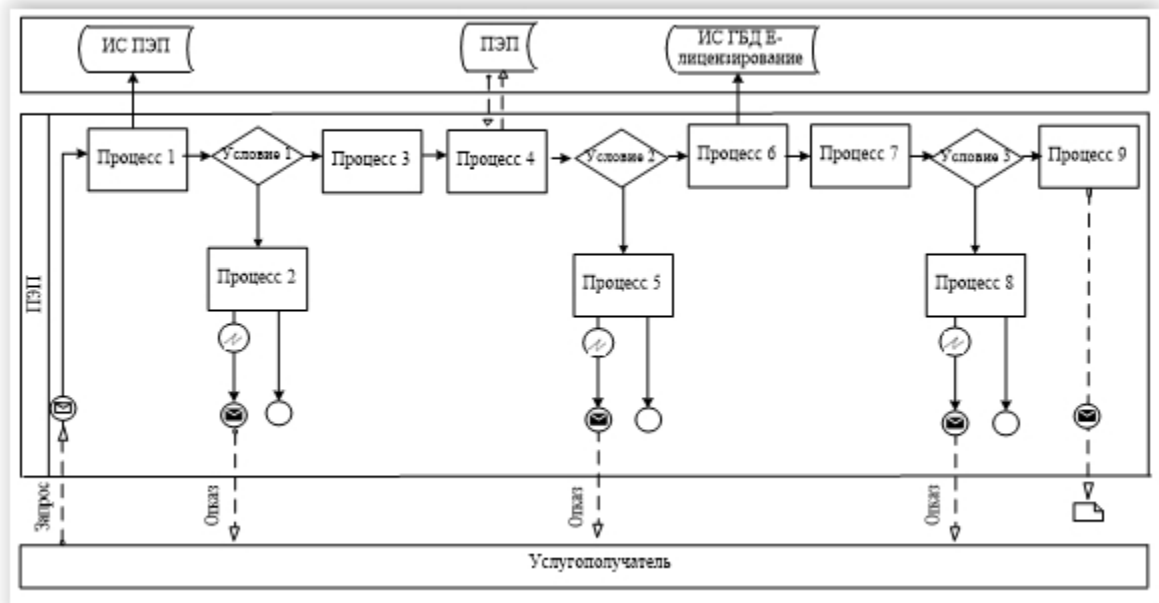 ИС ПЭП
ПЭП
ИС ГБД Е-
лицензирование
Процесс 1
Условие 1
Процесс 3
Процесс 4
Условие 2
Процесс 6
Процесс 7
Условие 3
Процесс 9
Процесс 2
Процесс 5
Процесс 8
ПЭП
Запрос
Отказ
Отказ
Отказ
Услугополучатель